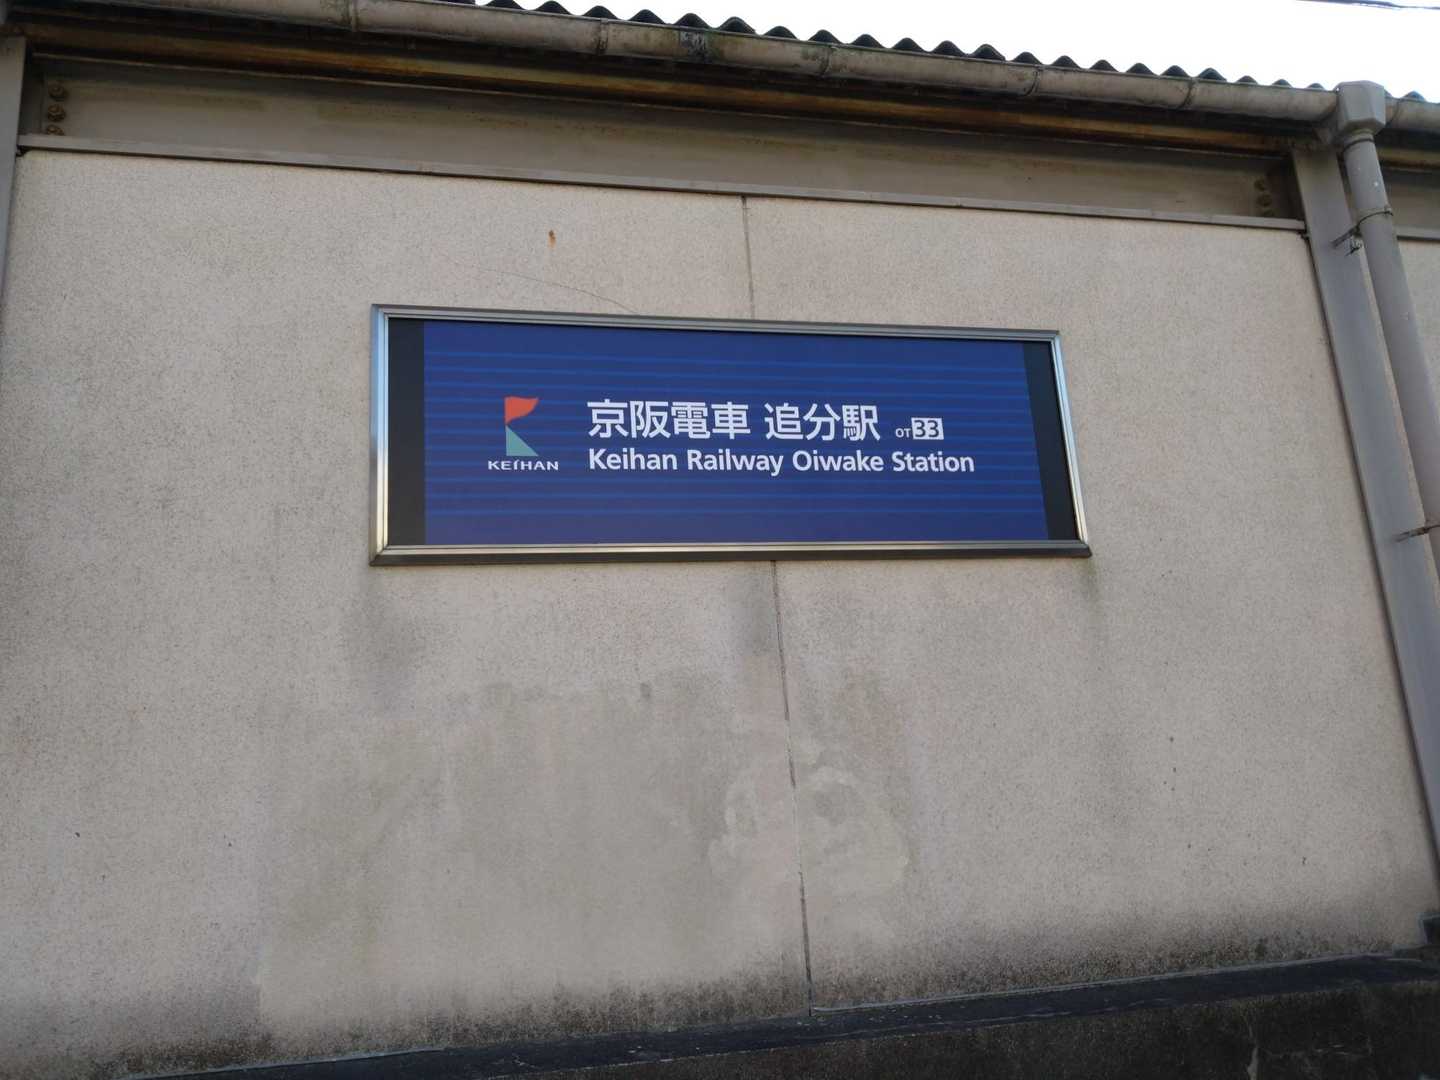 京阪電車 追分駅 OT33
KEIHAN
Keihan Railway Oiwake Station